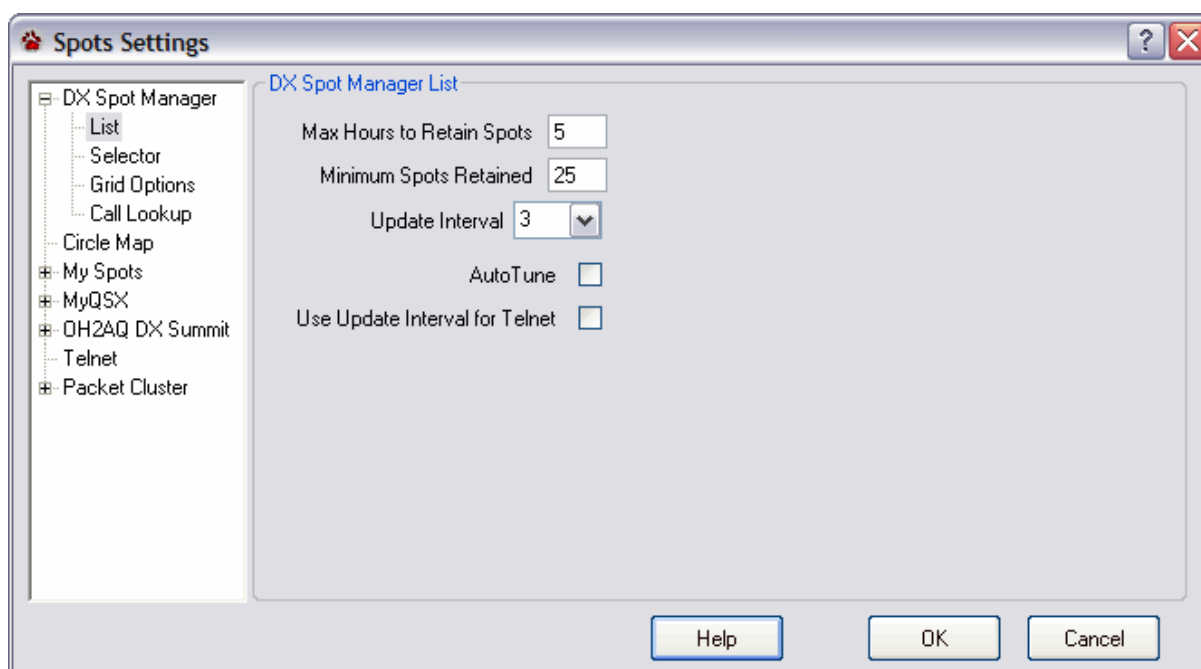 Spots Settings
DX Spot Manager
List
Selector
Grid Options
Call Lookup
Circle Map
My Spots
MyQSX
OH2AQ DX Summit
Telnet
Packet Cluster
DX Spot Manager List
Max Hours to Retain Spots 5
Minimum Spots Retained 25
Update Interval 3
AutoTune
Use Update Interval for Telnet
Help OK Cancel